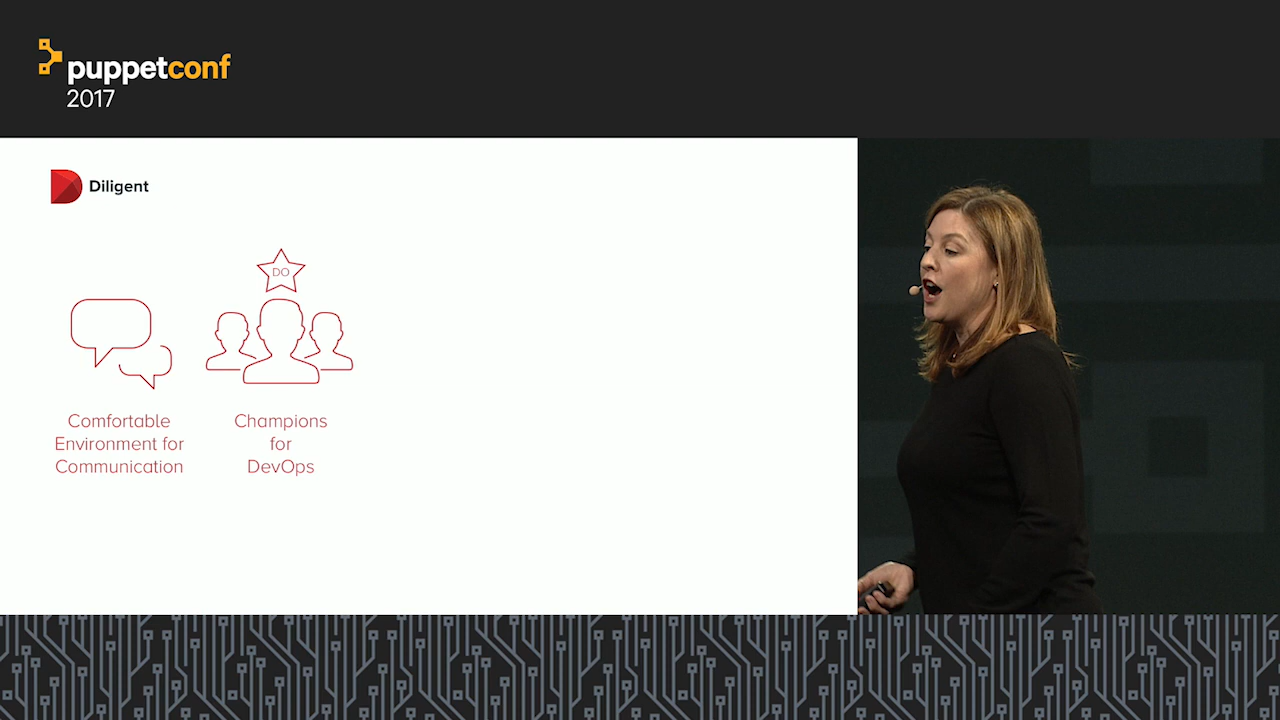 puppetconf
2017
Diligent
DO
Comfortable
Environment for
Communication
Champions
for
DevOps